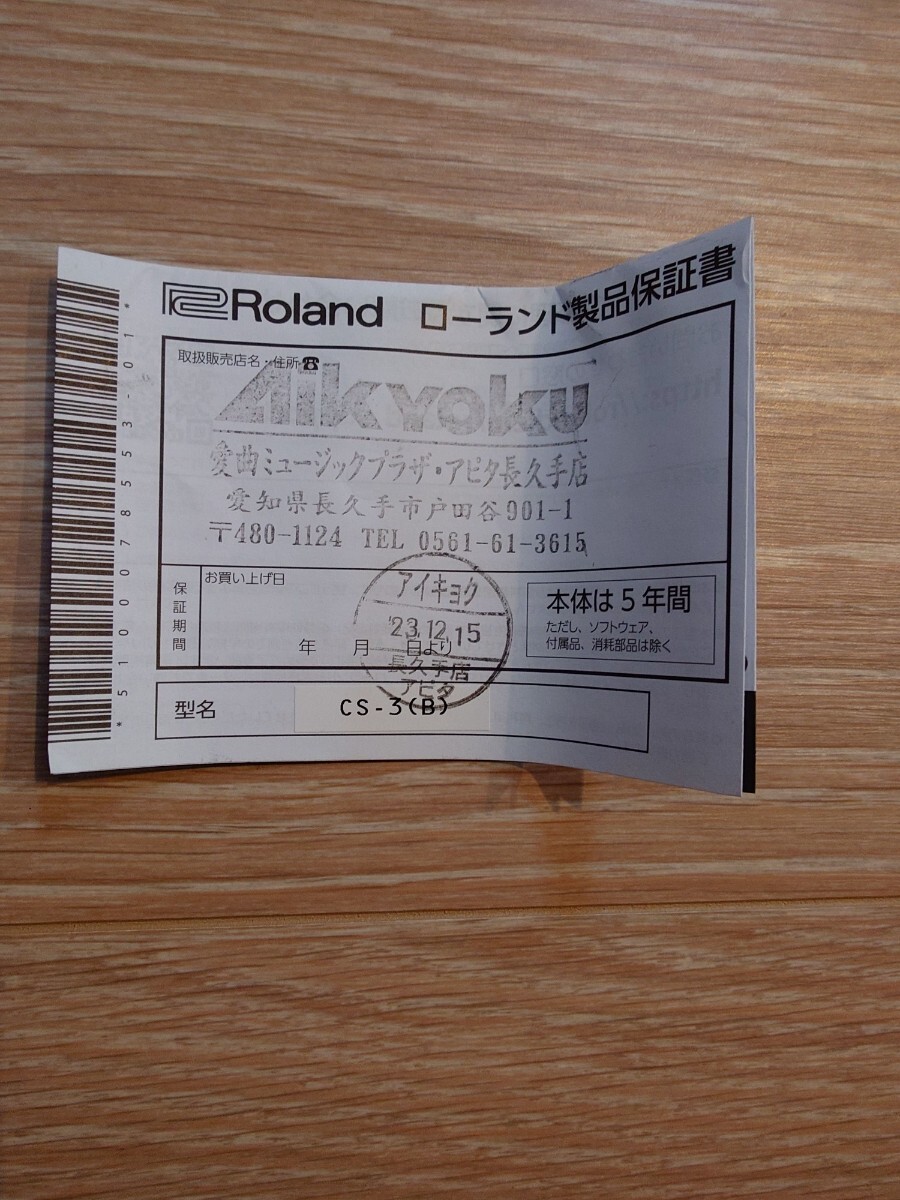 Roland ローランド製品保証書
取扱販売店名・住所☎
Aikyoku
愛曲ミュージックプラザ・アピタ長久手店
愛知県長久手市戸田谷901-1
〒480-1124 TEL 0561-61-3615
保証期間
お買い上げ日
年 月 日より
アイキョク
'23.12.15
長久手店
アピタ
本体は5年間
ただし、ソフトウェア、
付属品、消耗部品は除く
型名 CS-3(B)
*5100078553-01*